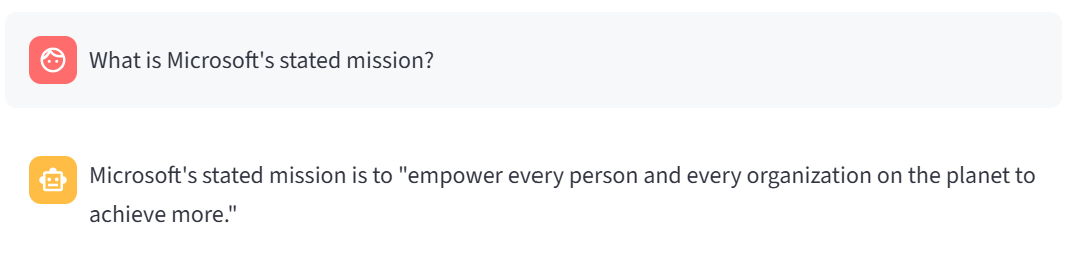 What is Microsoft's stated mission?
Microsoft's stated mission is to "empower every person and every organization on the planet to
achieve more."